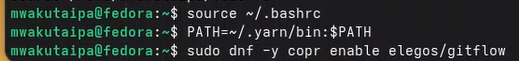 mwakutaipa@fedora:~$ source ~/.bashrc
mwakutaipa@fedora:~$ PATH=~/.yarn/bin:$PATH
mwakutaipa@fedora:~$ sudo dnf -y copr enable elegos/gitflow